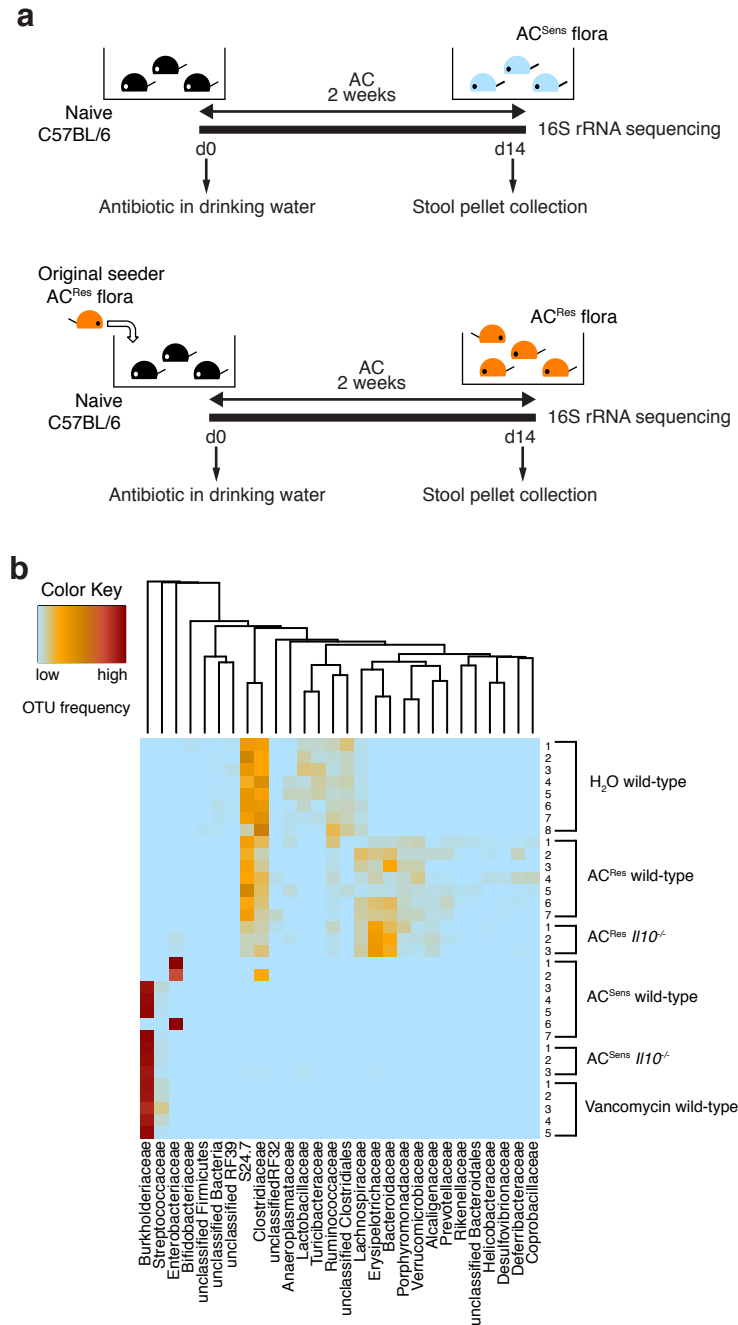 a
AC^Sens flora
AC
2 weeks
Naive
C57BL/6
16S rRNA sequencing
d0
d14
Antibiotic in drinking water
Stool pellet collection
Original seeder
AC^Res flora
AC^Res flora
AC
2 weeks
Naive
C57BL/6
16S rRNA sequencing
d0
d14
Antibiotic in drinking water
Stool pellet collection
b
Color Key
low
high
OTU frequency
1
2
3
4
5
6
7
8
H₂O wild-type
1
2
3
4
5
6
7
AC^Res wild-type
1
2
3
AC^Res Il10^-/-
1
2
3
4
5
6
7
AC^Sens wild-type
1
2
3
AC^Sens Il10^-/-
1
2
3
4
5
Vancomycin wild-type
Burkholderiaceae
Streptococcaceae
Enterobacteriaceae
Bifidobacteriaceae
unclassified Firmicutes
unclassified Bacteria
unclassified RF39
S24.7
Clostridiaceae
unclassifiedRF32
Anaeroplasmataceae
Lactobacillaceae
Turicibacteraceae
Ruminococcaceae
unclassified Clostridiales
Lachnospiraceae
Erysipelotrichaceae
Bacteroidaceae
Porphyromonadaceae
Verrucomicrobiaceae
Alcaligenaceae
Prevotellaceae
Rikenellaceae
unclassified Bacteroidales
Helicobacteraceae
Desulfovibrionaceae
Deferribacteraceae
Coprobacillaceae